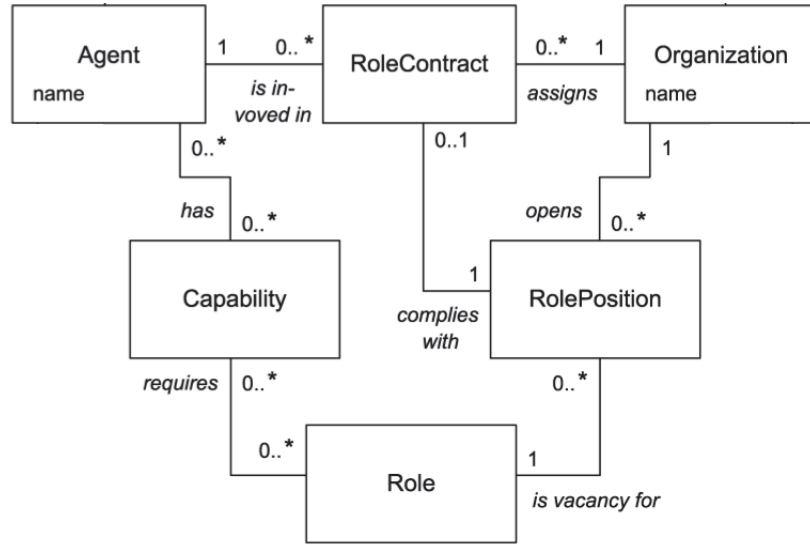 Agent
name
1
0..*
is in-
voved in
RoleContract
0..*
1
assigns
Organization
name
0..*
has
0..*
0..1
1
complies
with
1
opens
0..*
Capability
RolePosition
requires
0..*
0..*
0..*
1
is vacancy for
Role